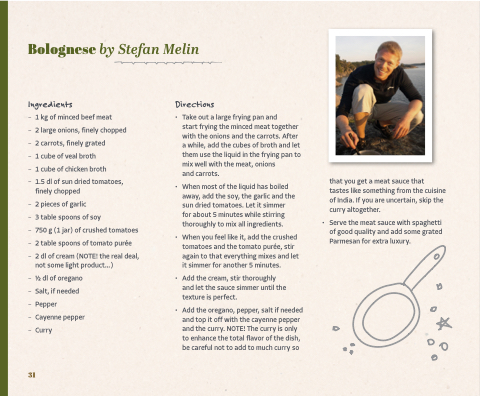 Bolognese by Stefan Melin
Ingredients
- 1 kg of minced beef meat
- 2 large onions, finely chopped
- 2 carrots, finely grated
- 1 cube of veal broth
- 1 cube of chicken broth
- 1.5 dl of sun dried tomatoes,
finely chopped
- 2 pieces of garlic
- 3 table spoons of soy
- 750 g (1 jar) of crushed tomatoes
- 2 table spoons of tomato purée
- 2 dl of cream (NOTE! the real deal,
not some light product...)
- ½ dl of oregano
- Salt, if needed
- Pepper
- Cayenne pepper
- Curry
Directions
• Take out a large frying pan and
start frying the minced meat together
with the onions and the carrots. After
a while, add the cubes of broth and let
them use the liquid in the frying pan to
mix well with the meat, onions
and carrots.
• When most of the liquid has boiled
away, add the soy, the garlic and the
sun dried tomatoes. Let it simmer
for about 5 minutes while stirring
thoroughly to mix all ingredients.
• When you feel like it, add the crushed
tomatoes and the tomato purée, stir
again to that everything mixes and let
it simmer for another 5 minutes.
• Add the cream, stir thoroughly
and let the sauce simmer until the
texture is perfect.
• Add the oregano, pepper, salt if needed
and top it off with the cayenne pepper
and the curry. NOTE! The curry is only
to enhance the total flavor of the dish,
be careful not to add to much curry so
that you get a meat sauce that
tastes like something from the cuisine
of India. If you are uncertain, skip the
curry altogether.
• Serve the meat sauce with spaghetti
of good quality and add some grated
Parmesan for extra luxury.
31